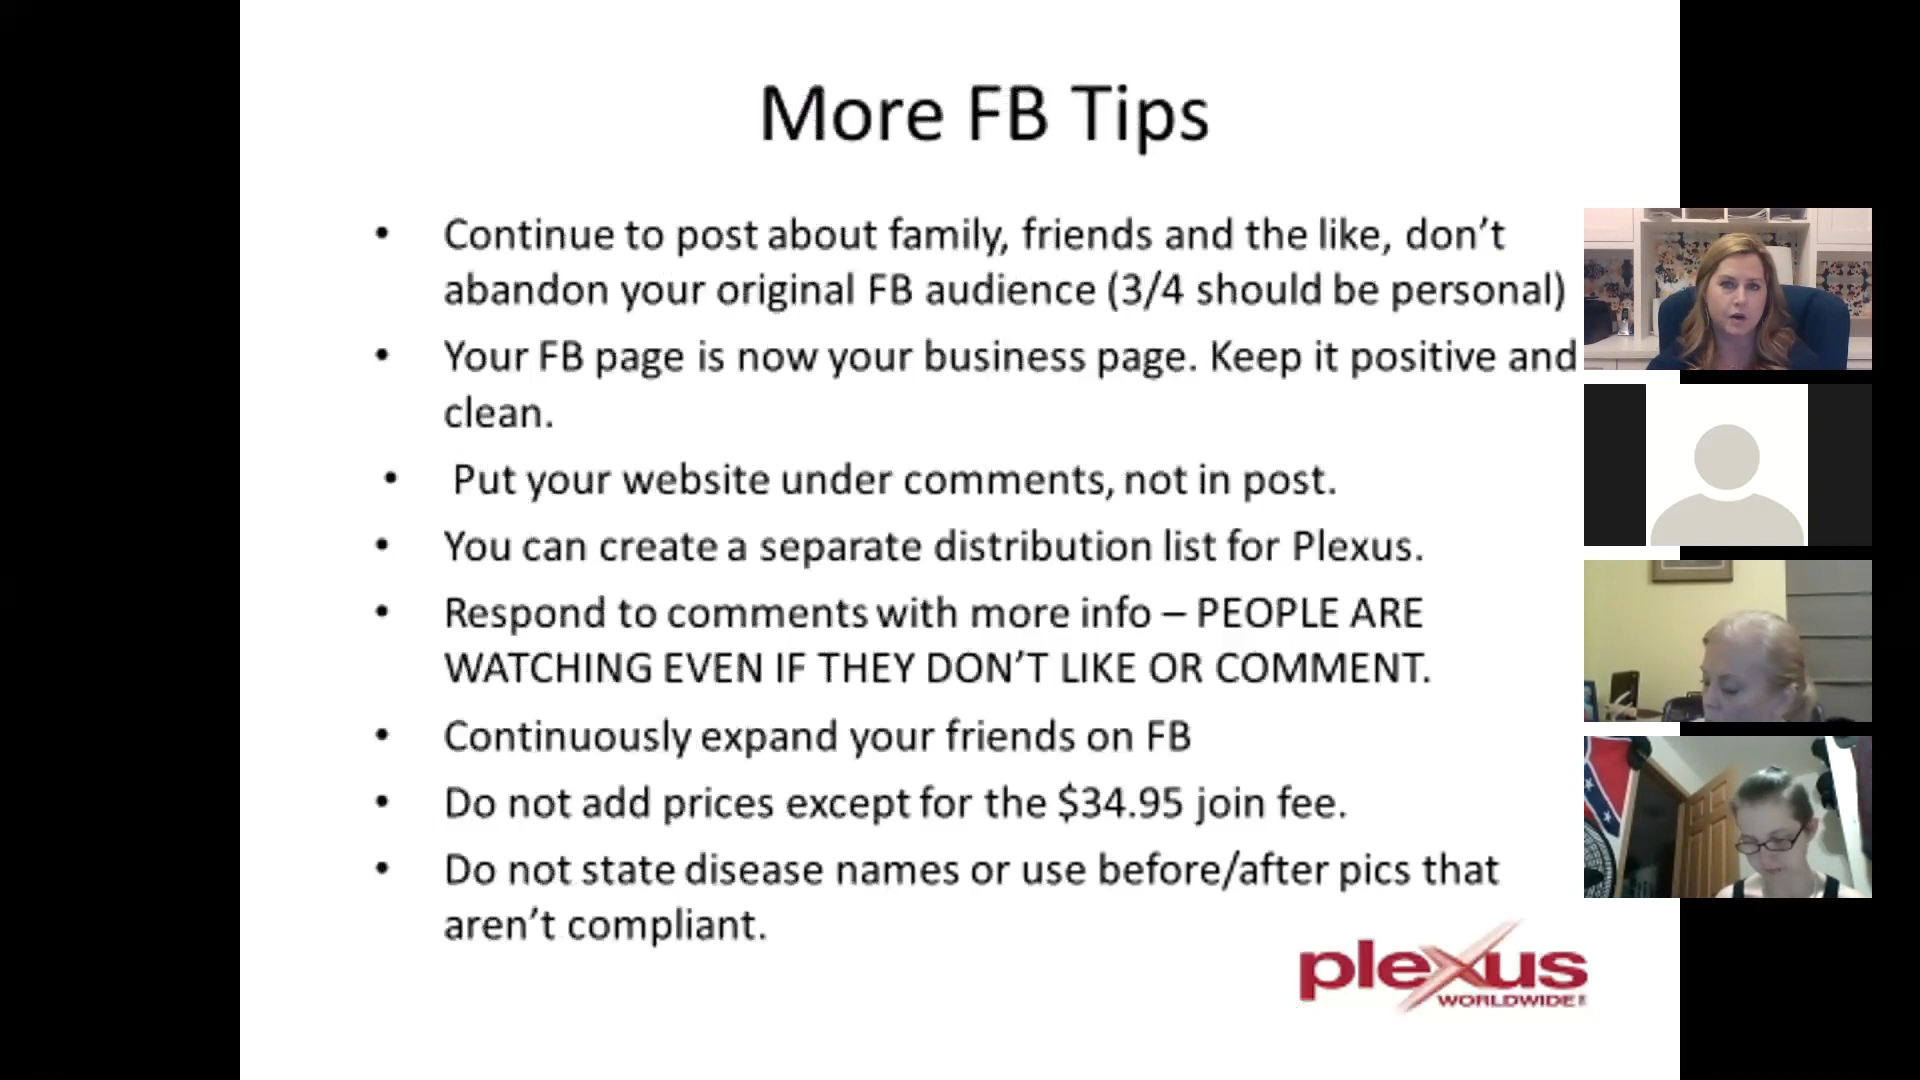 More FB Tips
• Continue to post about family, friends and the like, don't
abandon your original FB audience (3/4 should be personal)
• Your FB page is now your business page. Keep it positive and
clean.
• Put your website under comments, not in post.
• You can create a separate distribution list for Plexus.
• Respond to comments with more info – PEOPLE ARE
WATCHING EVEN IF THEY DON'T LIKE OR COMMENT.
• Continuously expand your friends on FB
• Do not add prices except for the $34.95 join fee.
• Do not state disease names or use before/after pics that
aren't compliant.
plexus
WORLDWIDE